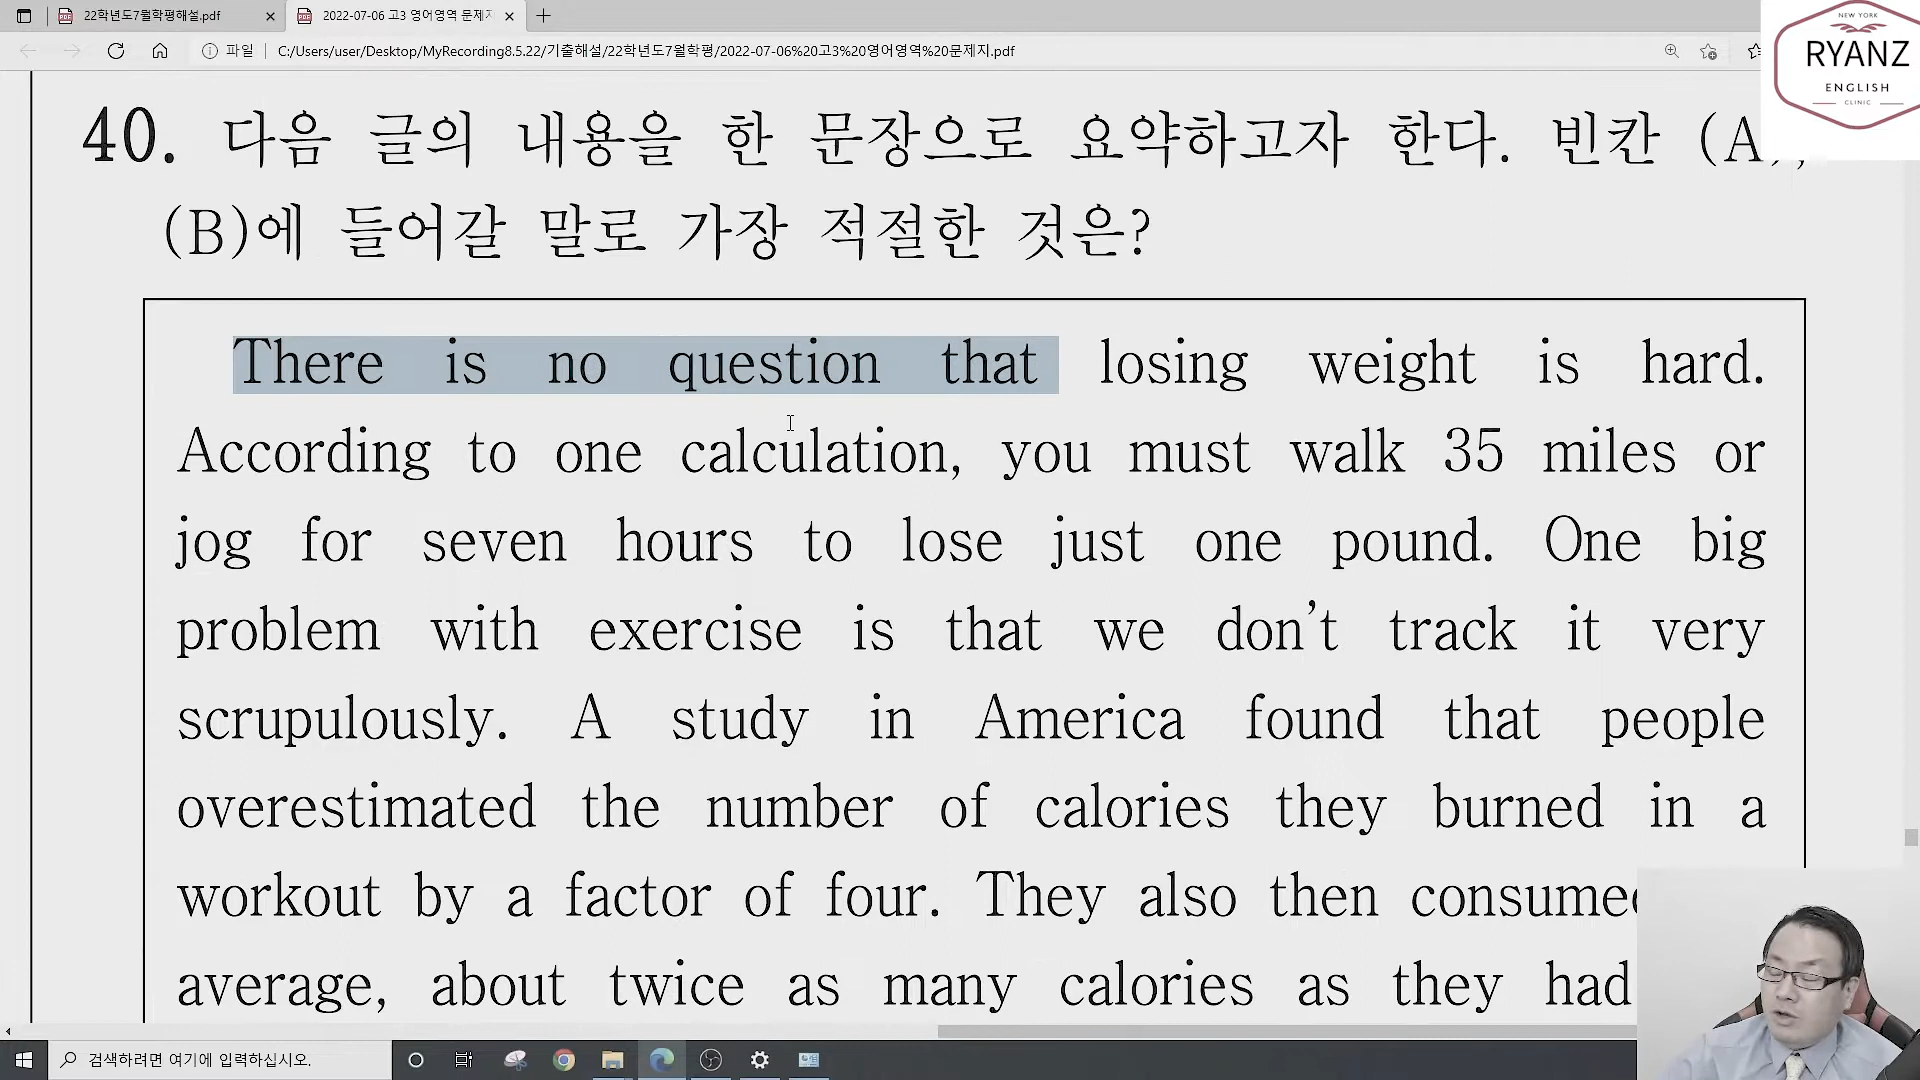 22학년도7월학평해설.pdf
2022-07-06 고3 영어영역 문제지
파일
C:/Users/user/Desktop/MyRecording8.5.22/기출해설/22학년도7월학평/2022-07-06%20고3%20영어영역%20문제지.pdf
NEW YORK
RYANZ
ENGLISH
CLINIC
40. 다음 글의 내용을 한 문장으로 요약하고자 한다. 빈칸 (A),
(B)에 들어갈 말로 가장 적절한 것은?
There is no question that losing weight is hard.
According to one calculation, you must walk 35 miles or
jog for seven hours to lose just one pound. One big
problem with exercise is that we don't track it very
scrupulously. A study in America found that people
overestimated the number of calories they burned in a
workout by a factor of four. They also then
average, about twice as many calories as they had
검색하려면 여기에 입력하십시오.